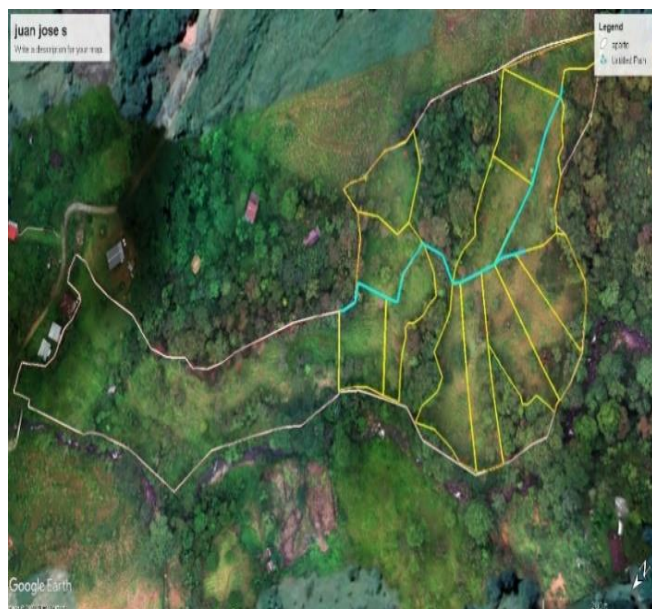 juan jose s
Write a description for your map.
Legend
Untitled Path
Google Earth
N